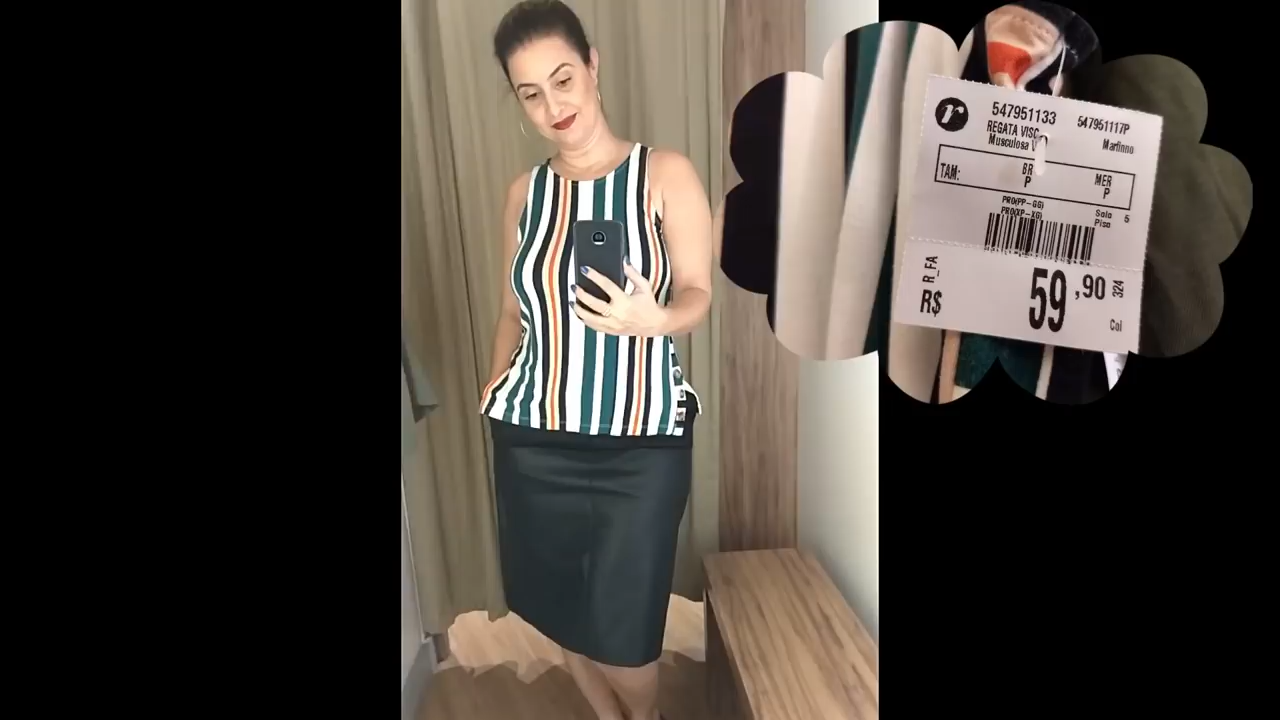 r
547951133 547951117P
REGATA VISC
Musculosa Marfinno
TAM: BR MER
P P
PRO(PP-GG)
PRO(XP-XG) Solo 5
Piso
R_FA
R$ 59,90 324
Col